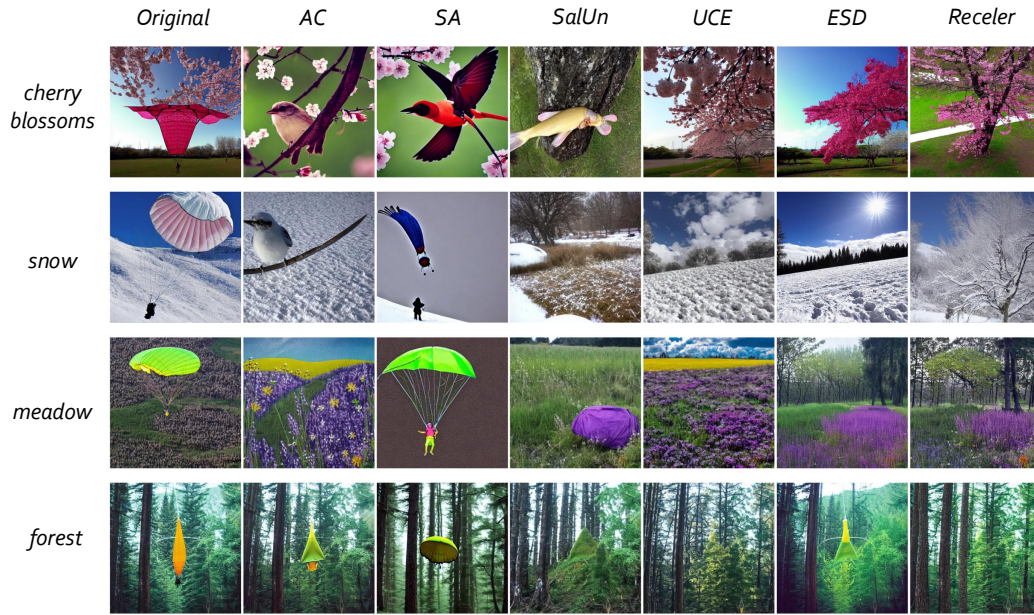 Original AC SA SalUn UCE ESD Receler
cherry
blossoms
snow
meadow
forest